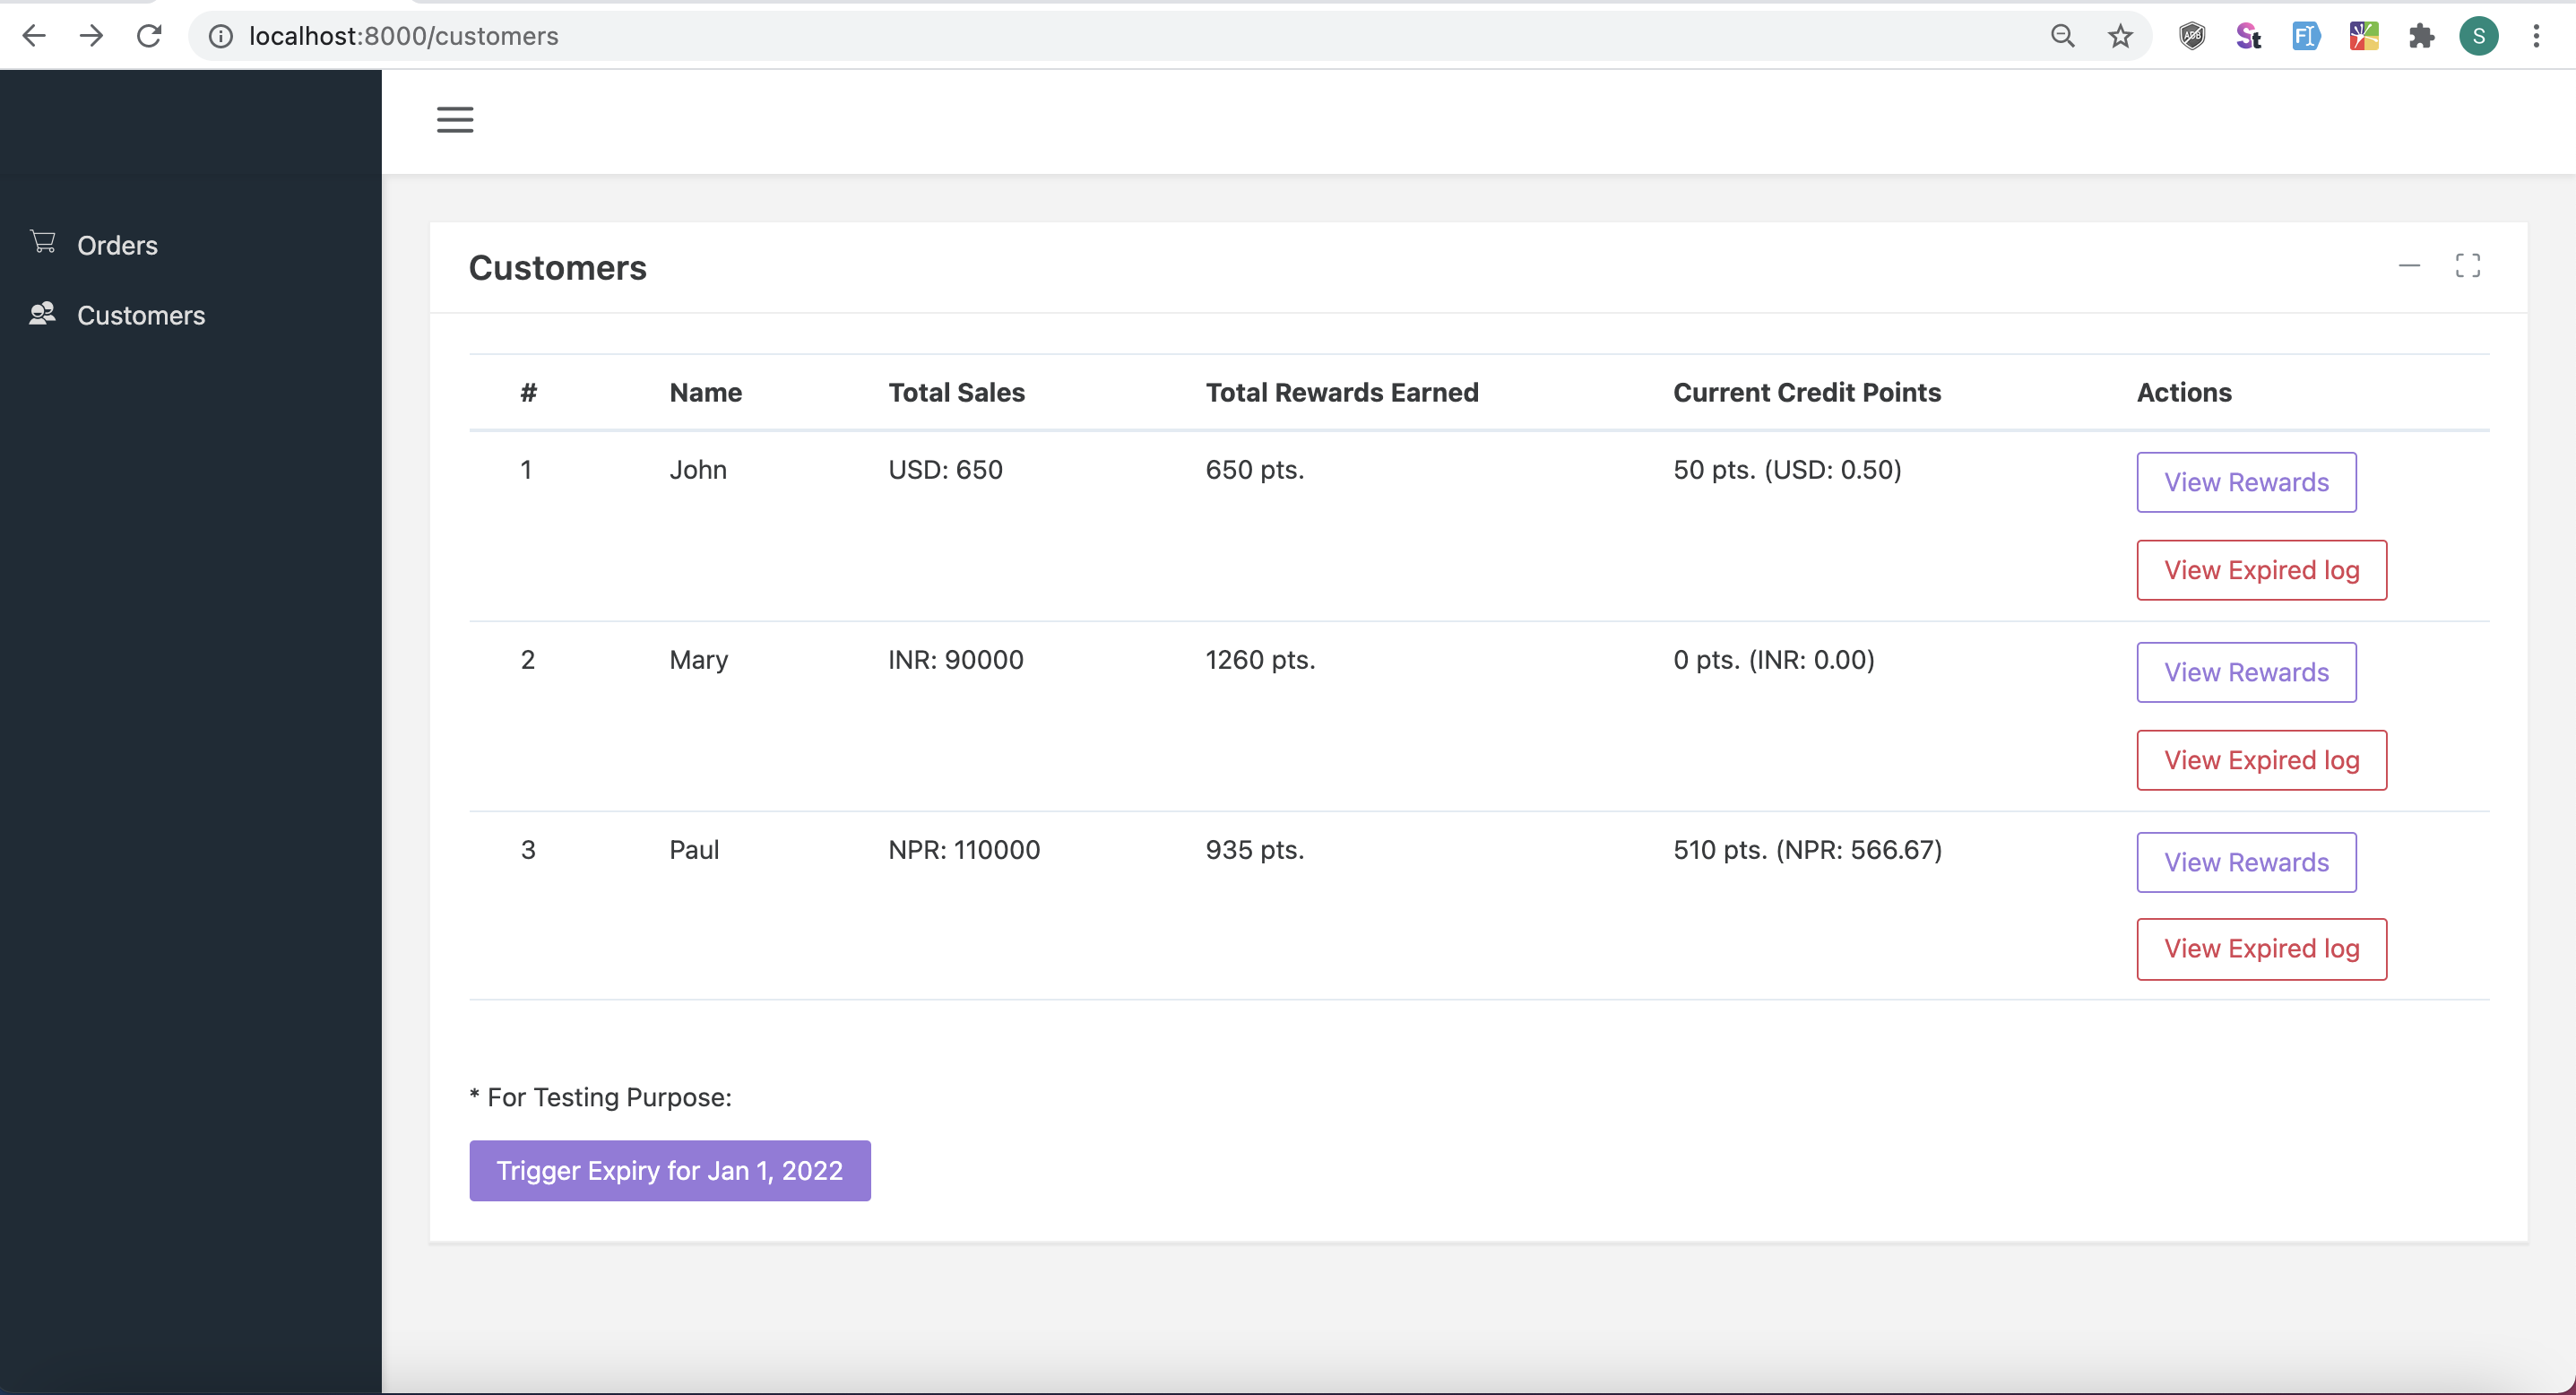 localhost:8000/customers
ADB
St
F
S
Orders
Customers
Customers
# Name Total Sales Total Rewards Earned Current Credit Points Actions
1 John USD: 650 650 pts. 50 pts. (USD: 0.50) View Rewards
View Expired log
2 Mary INR: 90000 1260 pts. 0 pts. (INR: 0.00) View Rewards
View Expired log
3 Paul NPR: 110000 935 pts. 510 pts. (NPR: 566.67) View Rewards
View Expired log
* For Testing Purpose:
Trigger Expiry for Jan 1, 2022